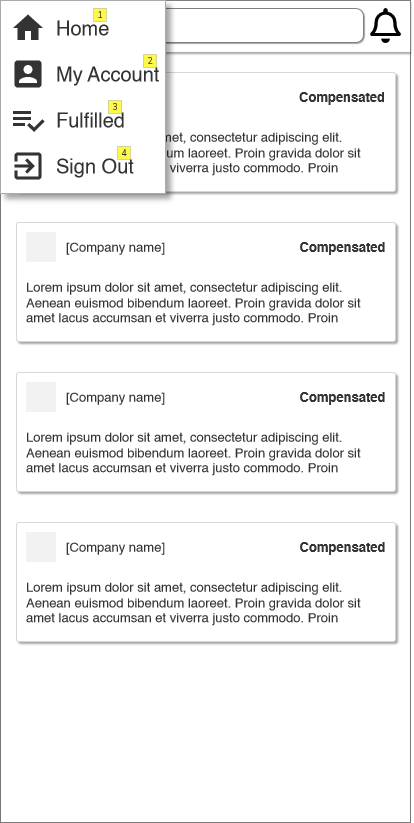 1
Home
2
My Account
3
Fulfilled
4
Sign Out
Compensated
met, consectetur adipiscing elit.
um laoreet. Proin gravida dolor sit
viverra justo commodo. Proin
[Company name] Compensated
Lorem ipsum dolor sit amet, consectetur adipiscing elit.
Aenean euismod bibendum laoreet. Proin gravida dolor sit
amet lacus accumsan et viverra justo commodo. Proin
[Company name] Compensated
Lorem ipsum dolor sit amet, consectetur adipiscing elit.
Aenean euismod bibendum laoreet. Proin gravida dolor sit
amet lacus accumsan et viverra justo commodo. Proin
[Company name] Compensated
Lorem ipsum dolor sit amet, consectetur adipiscing elit.
Aenean euismod bibendum laoreet. Proin gravida dolor sit
amet lacus accumsan et viverra justo commodo. Proin